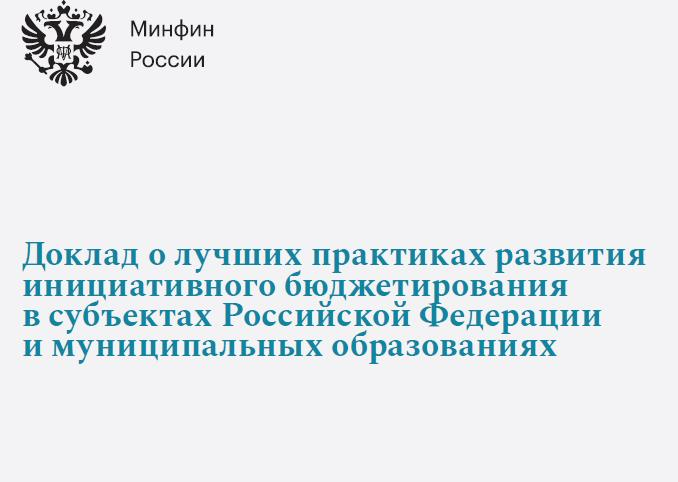 Минфин
России
Доклад о лучших практиках развития
инициативного бюджетирования
в субъектах Российской Федерации
и муниципальных образованиях